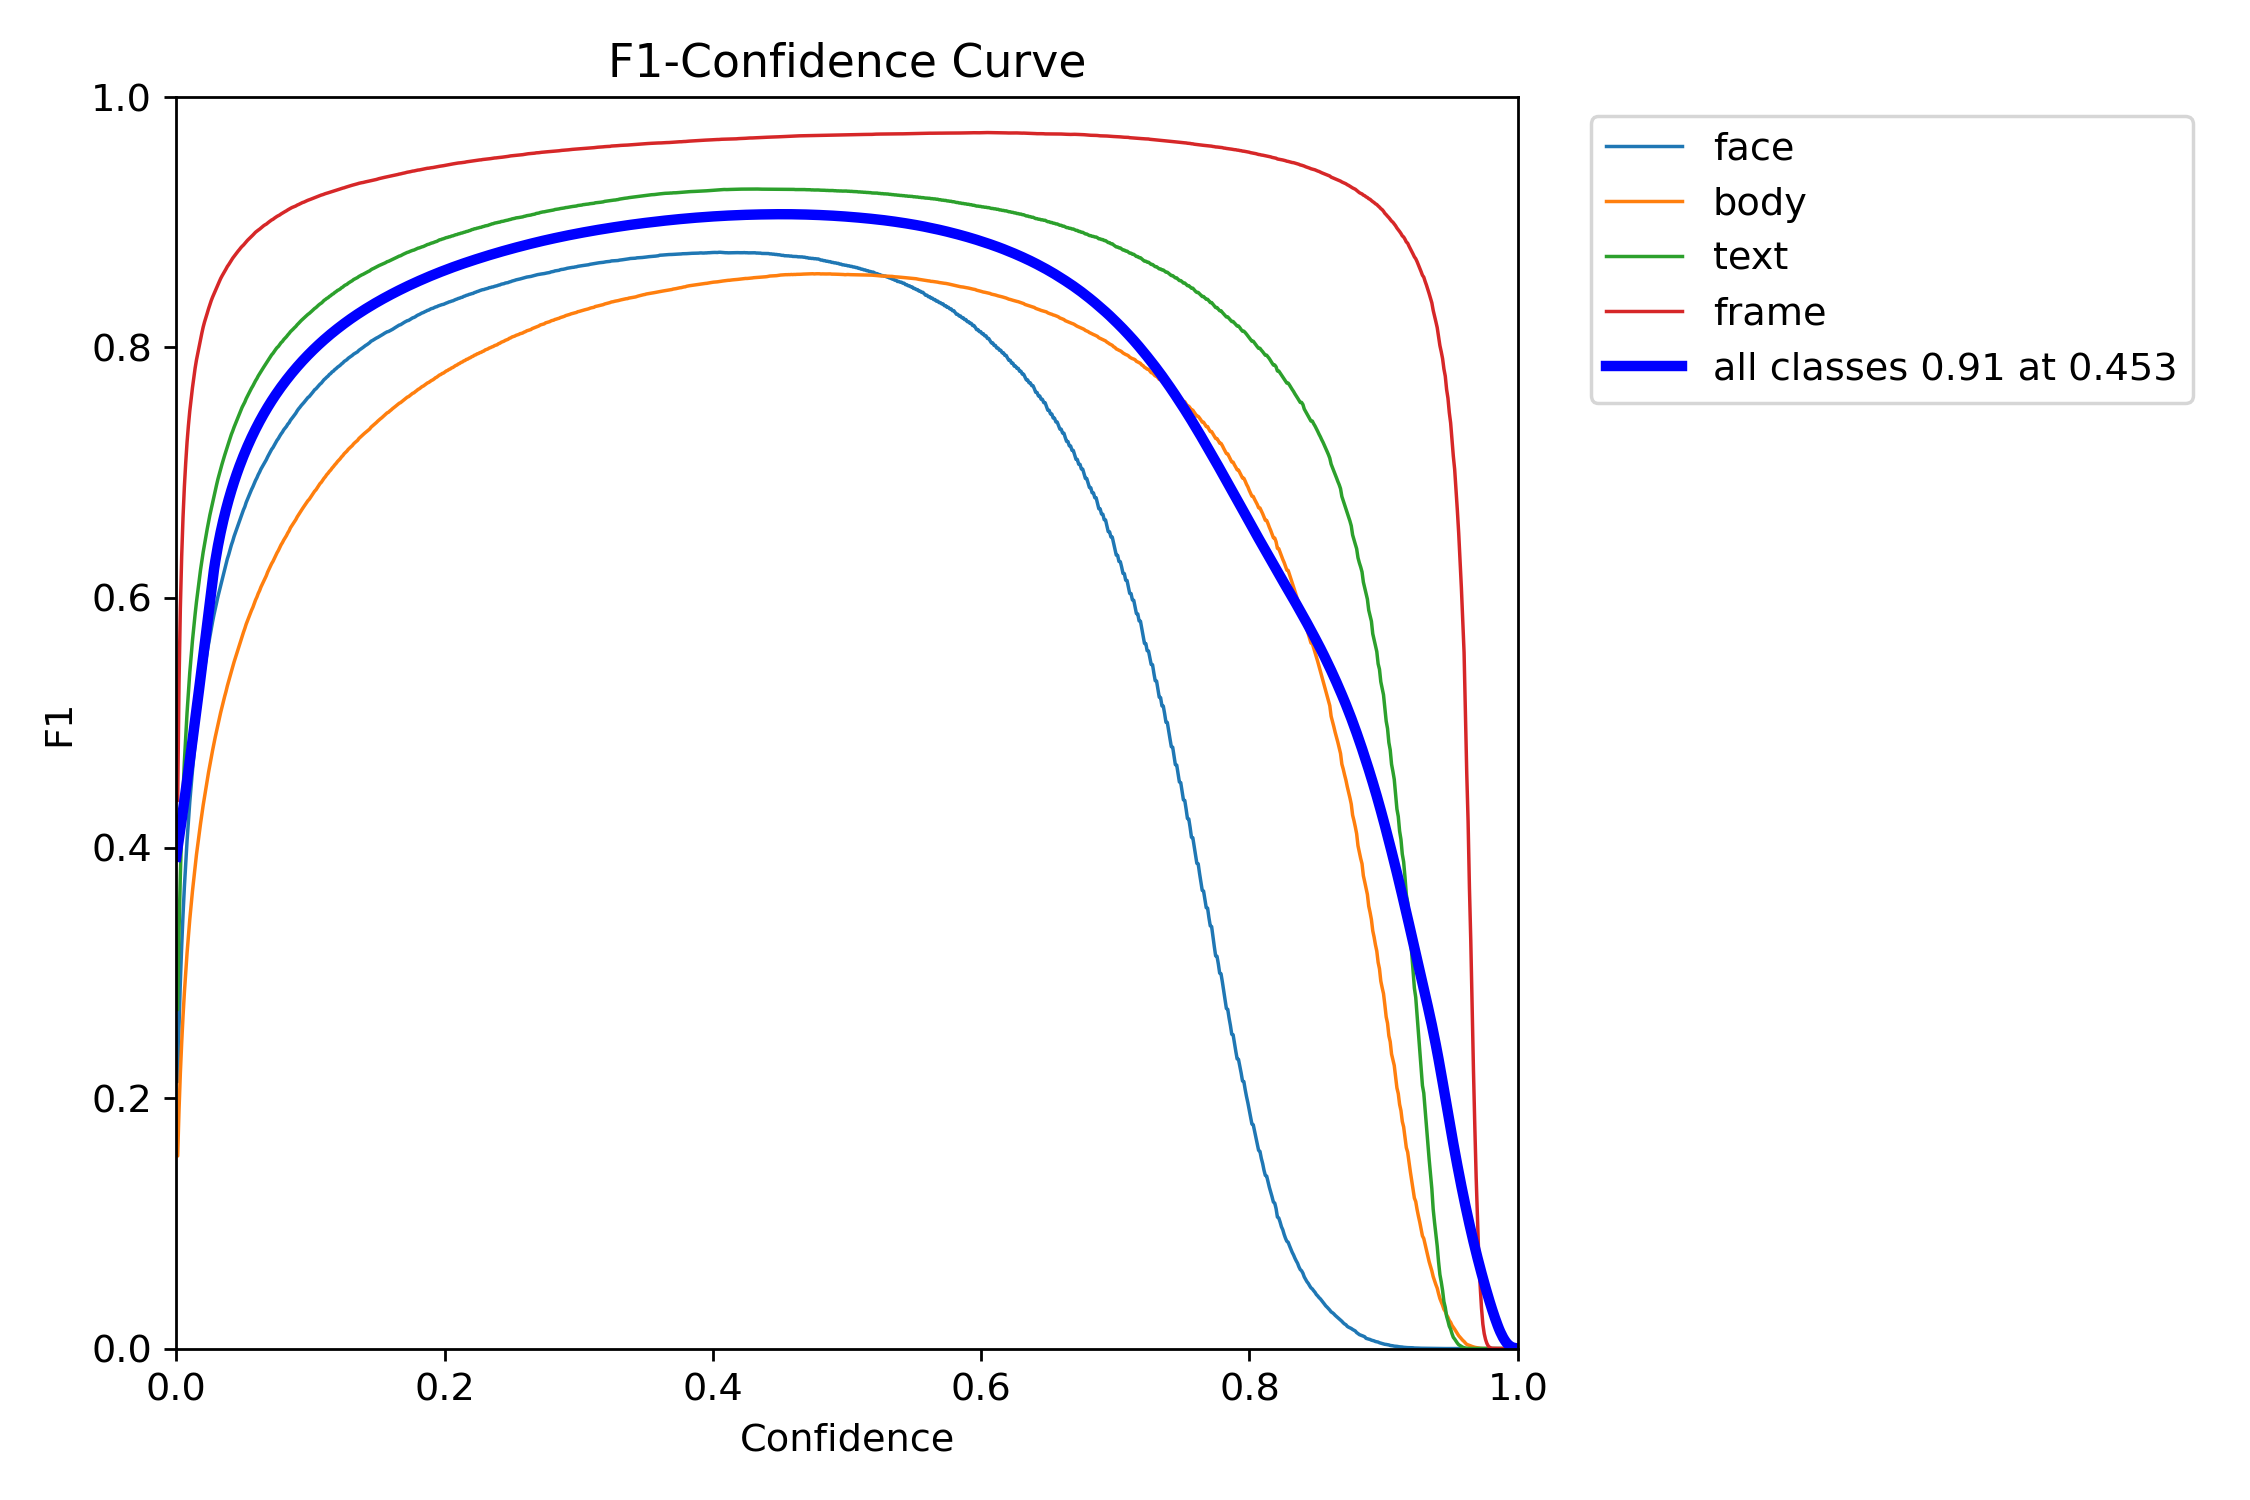 F1-Confidence Curve
1.0
0.8
0.6
0.4
0.2
0.0
F1
0.0 0.2 0.4 0.6 0.8 1.0
Confidence
face
body
text
frame
all classes 0.91 at 0.453